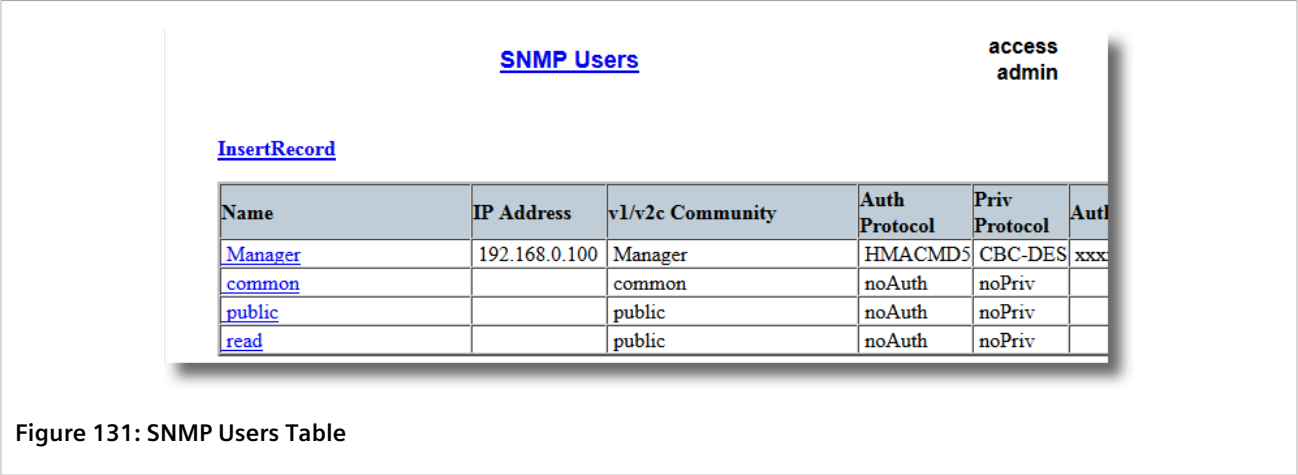 SNMP Users
access
admin
InsertRecord
Name IP Address v1/v2c Community Auth Protocol Priv Protocol
Manager 192.168.0.100 Manager HMACMD5 CBC-DES
common common noAuth noPriv
public public noAuth noPriv
read public noAuth noPriv
Figure 131: SNMP Users Table